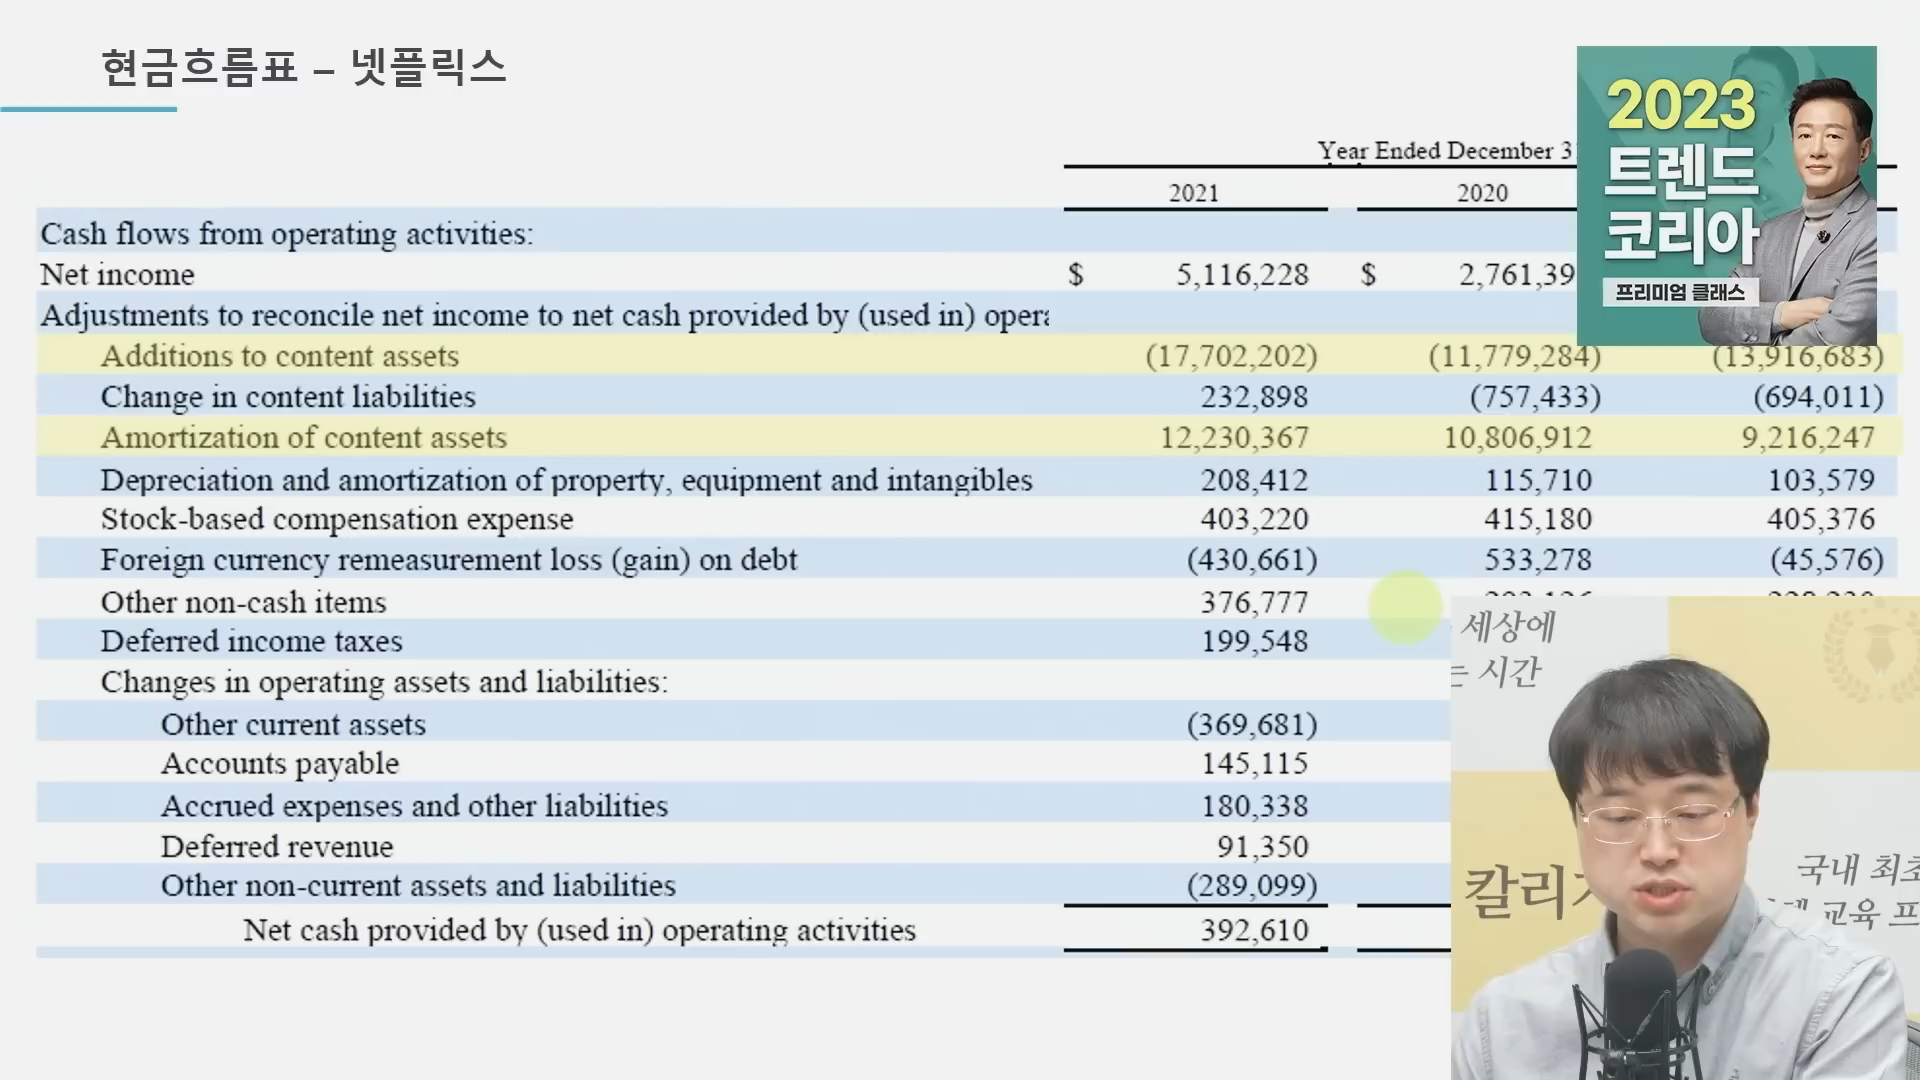 현금흐름표 – 넷플릭스
2023
트렌드
코리아
프리미엄 클래스
Year Ended December
2021 2020
Cash flows from operating activities:
Net income $ 5,116,228 $
Adjustments to reconcile net income to net cash provided by (used in)
Additions to content assets (17,702,202) (11,779,284) (13,916,683)
Change in content liabilities 232,898 (757,433) (694,011)
Amortization of content assets 12,230,367 10,806,912 9,216,247
Depreciation and amortization of property, equipment and intangibles 208,412 115,710 103,579
Stock-based compensation expense 403,220 415,180 405,376
Foreign currency remeasurement loss (gain) on debt (430,661) 533,278 (45,576)
Other non-cash items 376,777
Deferred income taxes 199,548
Changes in operating assets and liabilities:
Other current assets (369,681)
Accounts payable 145,115
Accrued expenses and other liabilities 180,338
Deferred revenue 91,350
Other non-current assets and liabilities (289,099)
Net cash provided by (used in) operating activities 392,610
세상에
시간
국내
교육